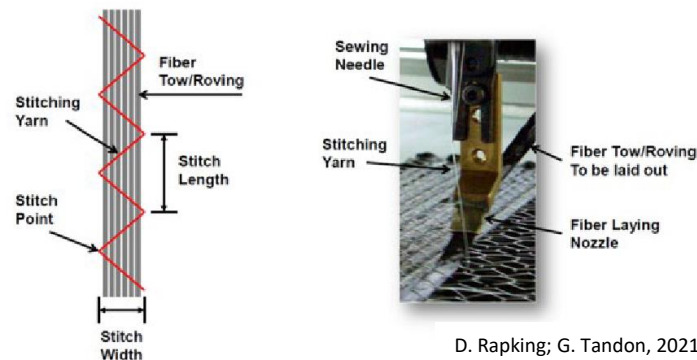 Fiber
Tow/Roving
Stitching
Yarn
Stitch
Length
Stitch
Point
Stitch
Width
Sewing
Needle
Stitching
Yarn
Fiber Tow/Roving
To be laid out
Fiber Laying
Nozzle
D. Rapking; G. Tandon, 2021